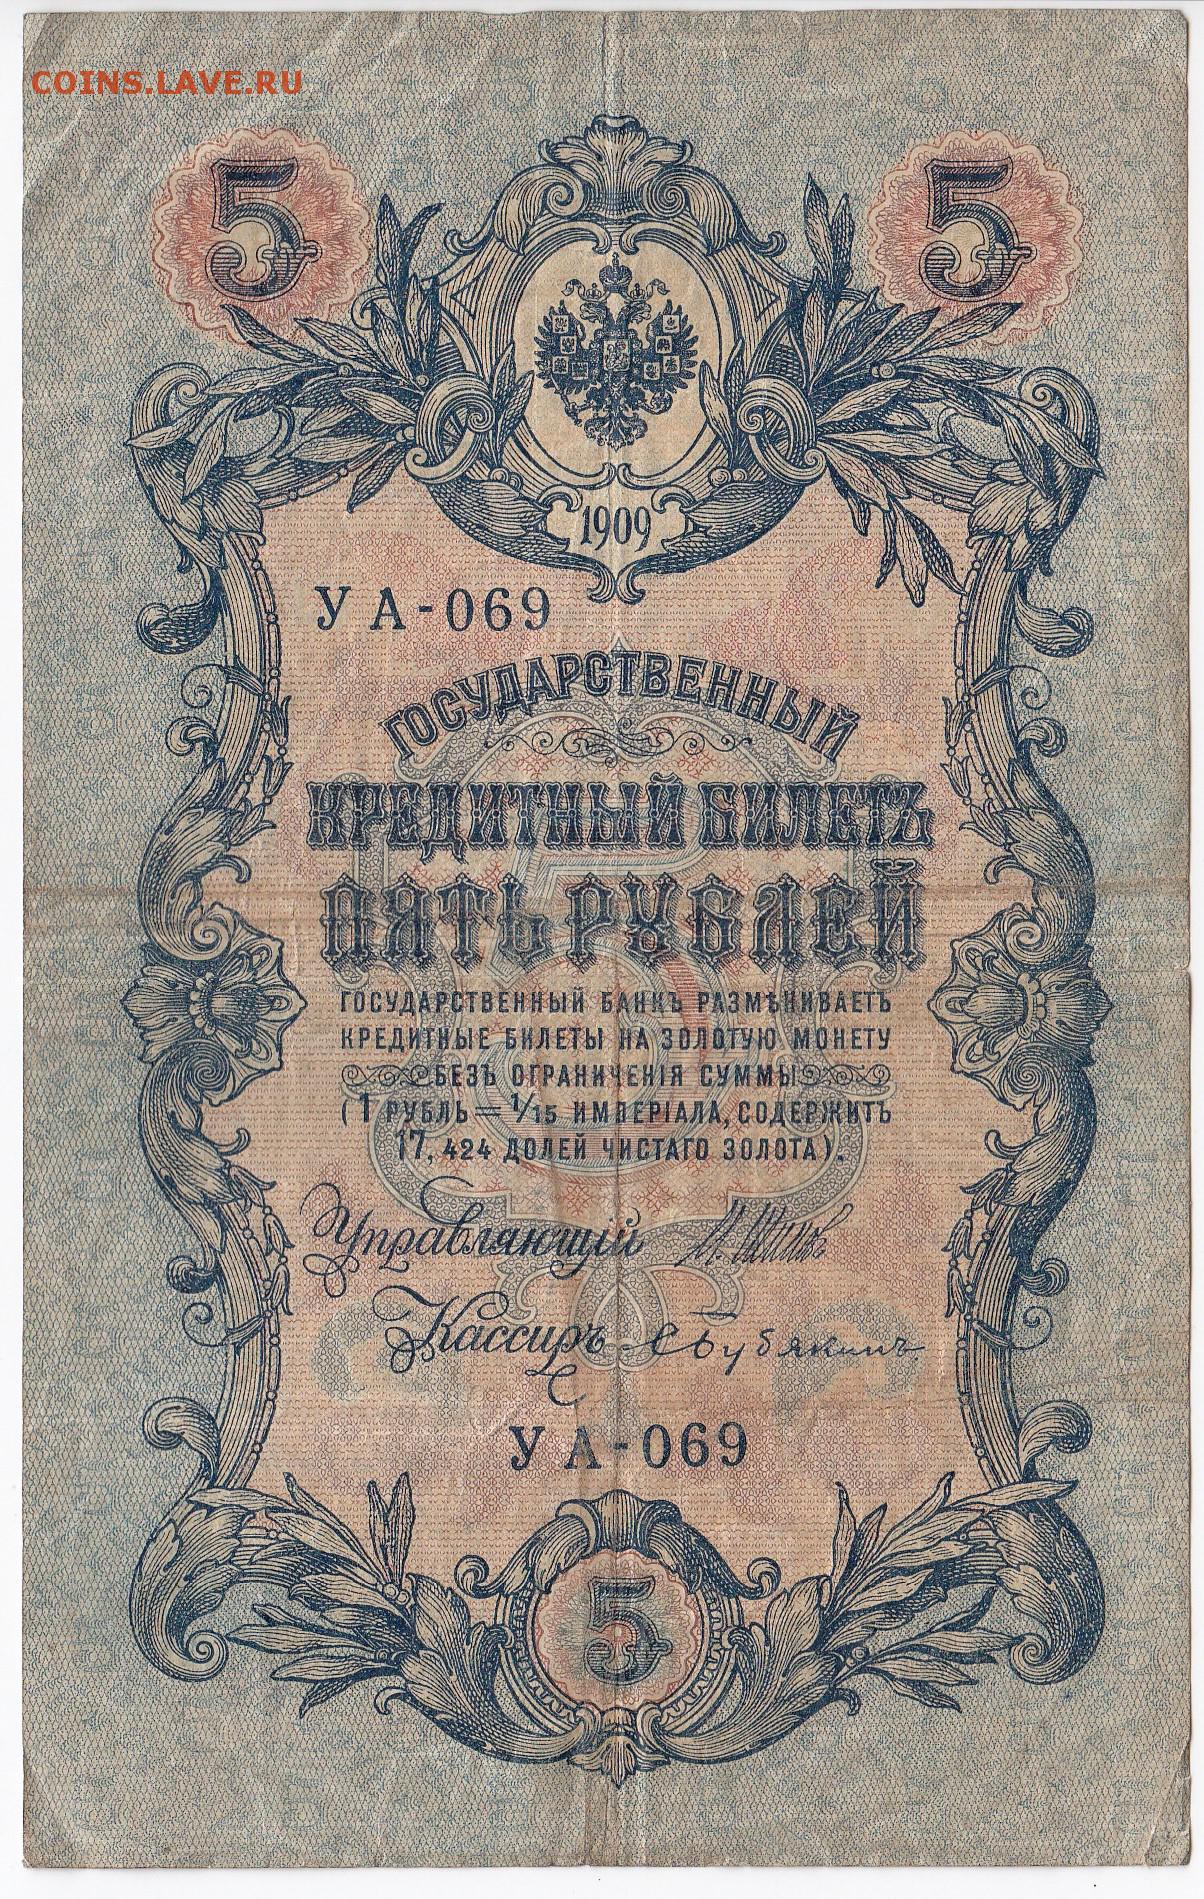 COINS.LAVE.RU
5 5
1909
УА-069
ГОСУДАРСТВЕННЫЙ
КРЕДИТНЫЙ БИЛЕТЪ
ПЯТЬ РУБЛЕЙ
ГОСУДАРСТВЕННЫЙ БАНКЪ РАЗМѢНИВАЕТЪ
КРЕДИТНЫЕ БИЛЕТЫ НА ЗОЛОТУЮ МОНЕТУ
БЕЗЪ ОГРАНИЧЕНІЯ СУММЫ
(1 РУБЛЬ = 1/15 ИМПЕРІАЛА, СОДЕРЖИТЪ
17,424 ДОЛЕЙ ЧИСТАГО ЗОЛОТА).
Управляющій И. Шиповъ
Кассиръ С Бубякинъ
УА-069
5